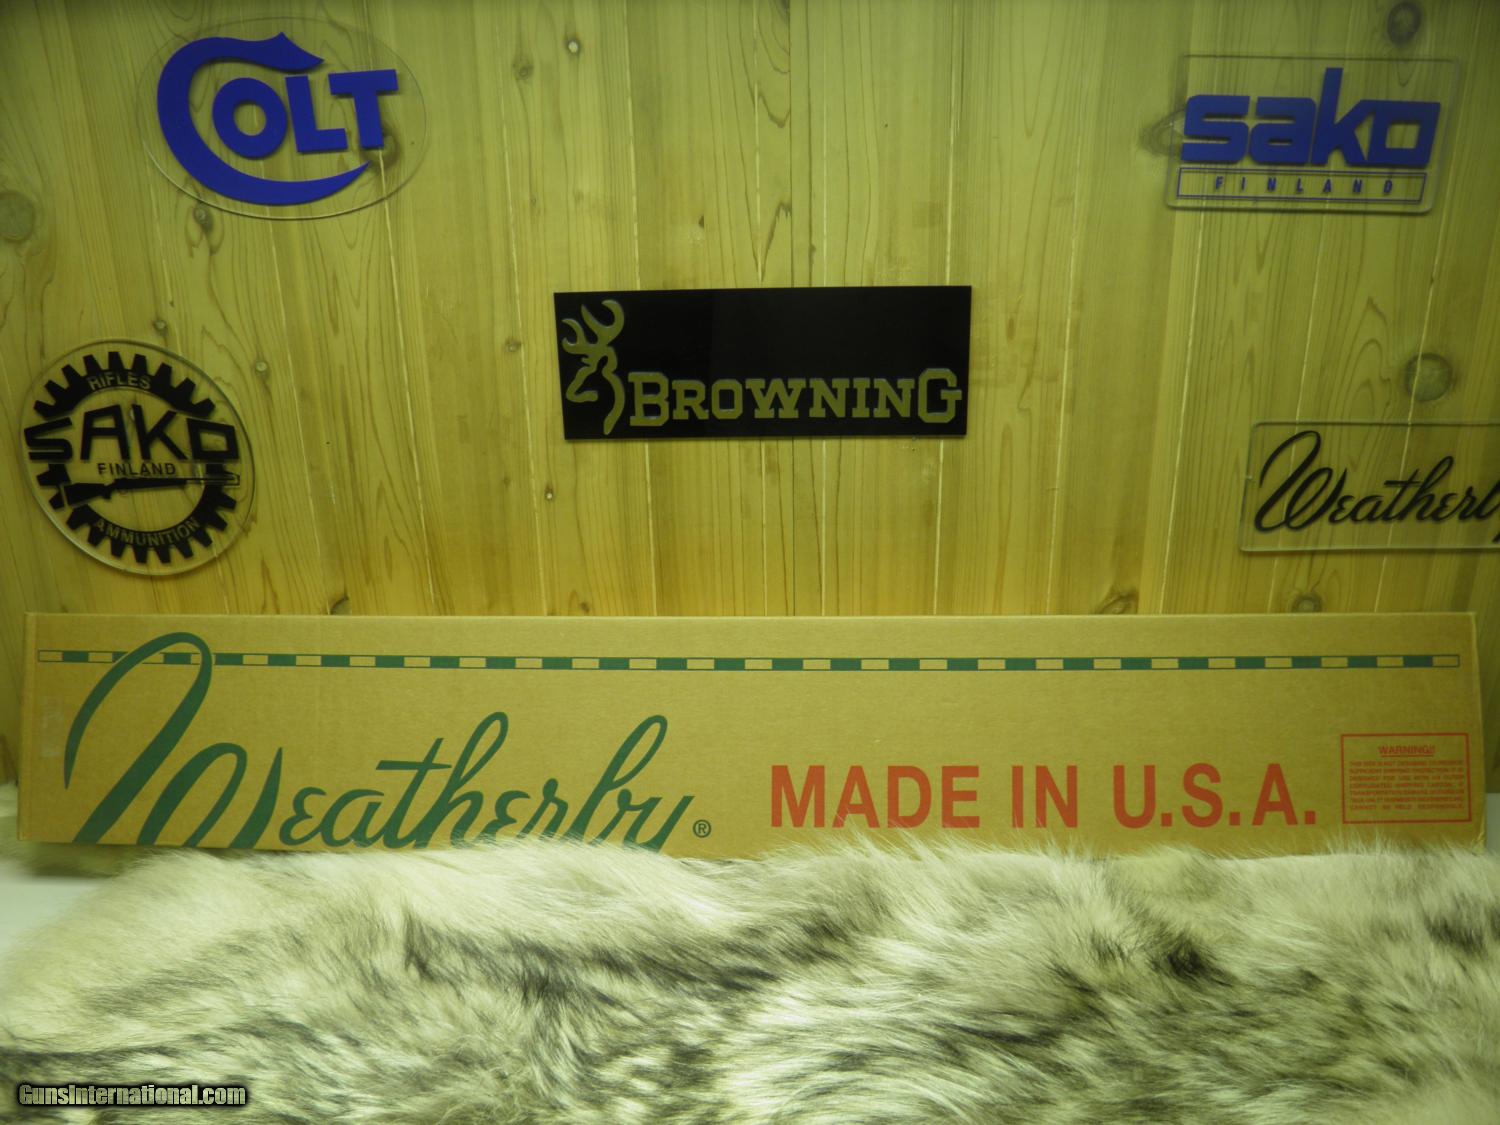 COLT
sako
FINLAND
BROWNING
RIFLES
SAKO
FINLAND
AMMUNITION
Weatherby
Weatherby®
MADE IN U.S.A.
WARNING!!
GunsInternational.com